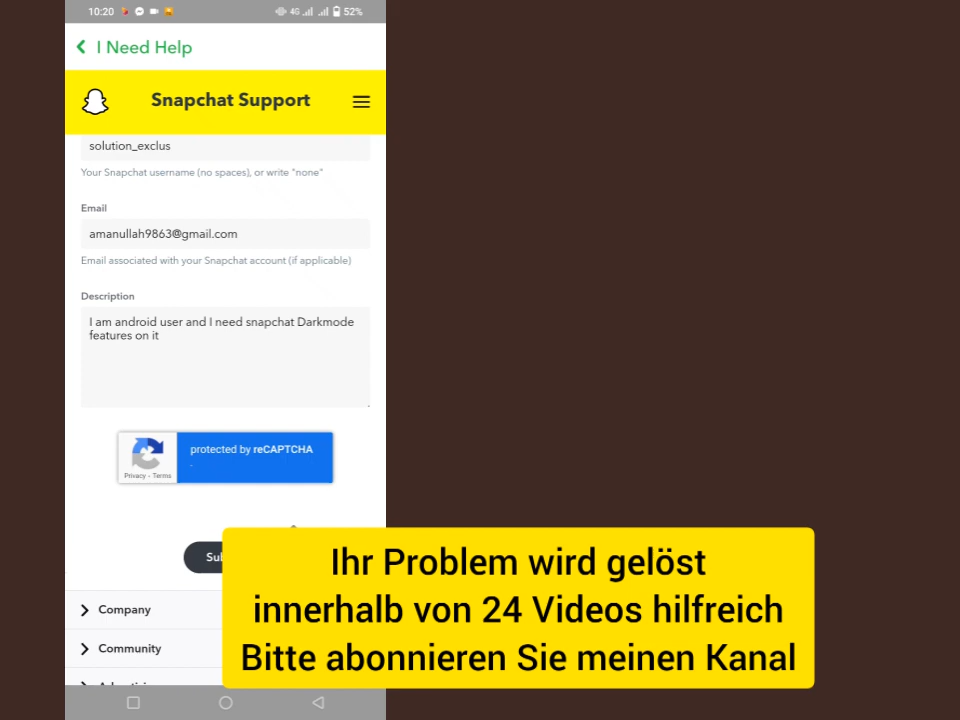 10:20 4G 52%
I Need Help
Snapchat Support
solution_exclus
Your Snapchat username (no spaces), or write "none"
Email
amanullah9863@gmail.com
Email associated with your Snapchat account (if applicable)
Description
I am android user and I need snapchat Darkmode
features on it
protected by reCAPTCHA
Privacy - Terms
Ihr Problem wird gelöst
innerhalb von 24 Videos hilfreich
Bitte abonnieren Sie meinen Kanal
Company
Community